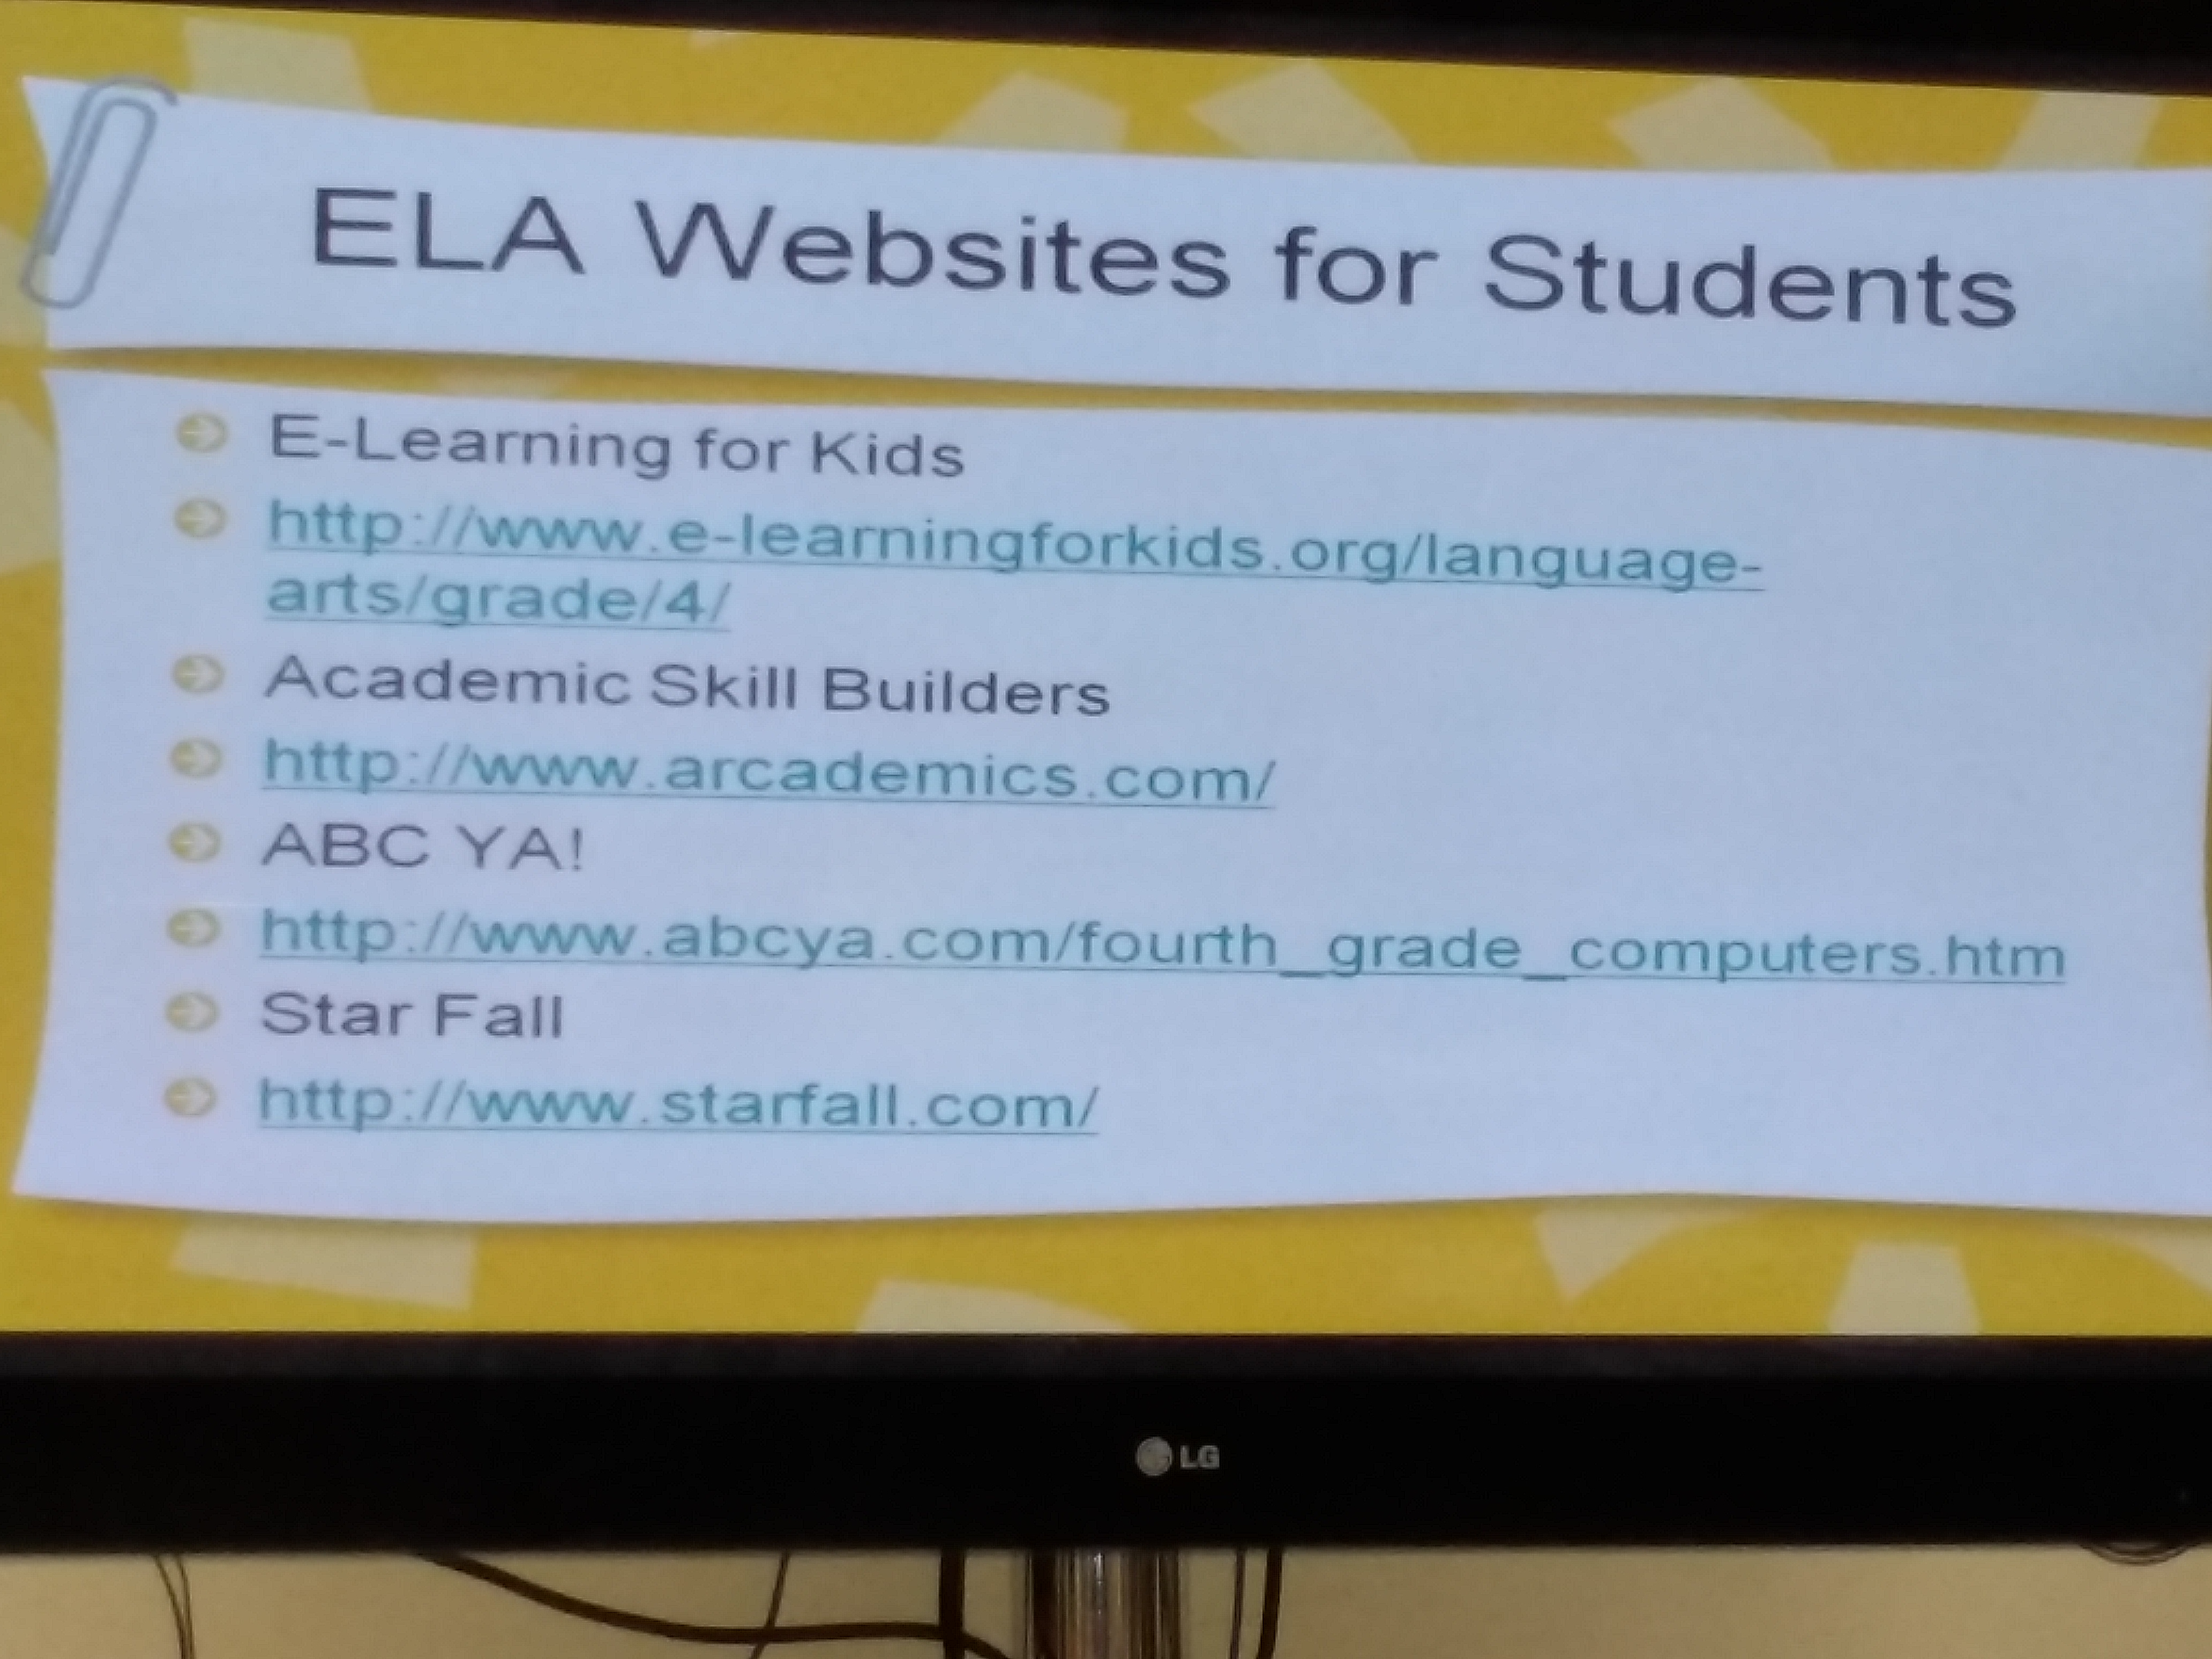 ELA Websites for Students
E-Learning for Kids
http://www.e-learningforkids.org/language-
arts/grade/4/
Academic Skill Builders
http://www.arcademics.com/
ABC YA!
http://www.abcya.com/fourth_grade_computers.htm
Star Fall
http://www.starfall.com/
LG